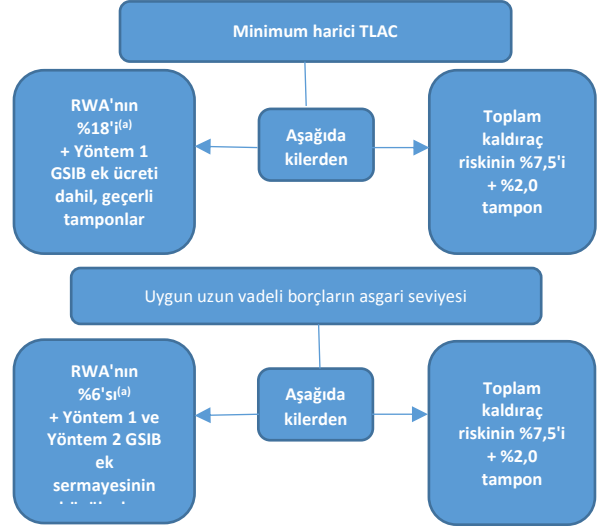 Minimum harici TLAC
RWA'nın
%18'i(a)
+ Yöntem 1
GSIB ek ücreti
dahil, geçerli
tamponlar
Aşağıda
kilerden
Toplam
kaldıraç
riskinin %7,5'i
+ %2,0
tampon
Uygun uzun vadeli borçların asgari seviyesi
RWA'nın
%6'sı(a)
+ Yöntem 1 ve
Yöntem 2 GSIB
ek
sermayesinin
Aşağıda
kilerden
Toplam
kaldıraç
riskinin %7,5'i
+ %2,0
tampon